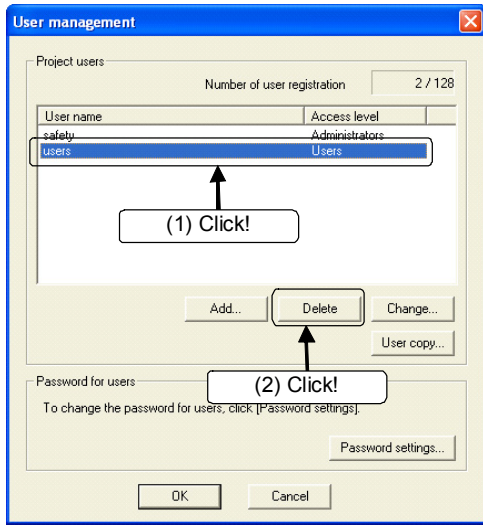 User management
Project users
Number of user registration 2 / 128
User name Access level
safety Administrators
users Users
(1) Click!
Add... Delete Change...
User copy...
Password for users
(2) Click!
To change the password for users, click [Password settings].
Password settings...
OK Cancel